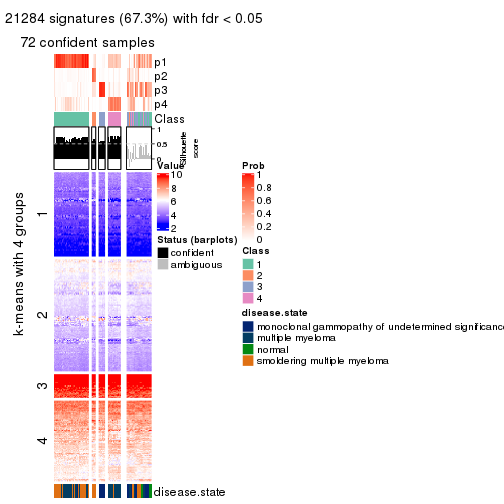 21284 signatures (67.3%) with fdr < 0.05
72 confident samples
p1
p2
p3
p4
Class
1
0.5
0
Silhouette
score
k-means with 4 groups
1
2
3
4
disease.state
Value
10
8
6
4
2
Status (barplots)
confident
ambiguous
Prob
1
0.8
0.6
0.4
0.2
0
Class
1
2
3
4
disease.state
monoclonal gammopathy of undetermined significance
multiple myeloma
normal
smoldering multiple myeloma